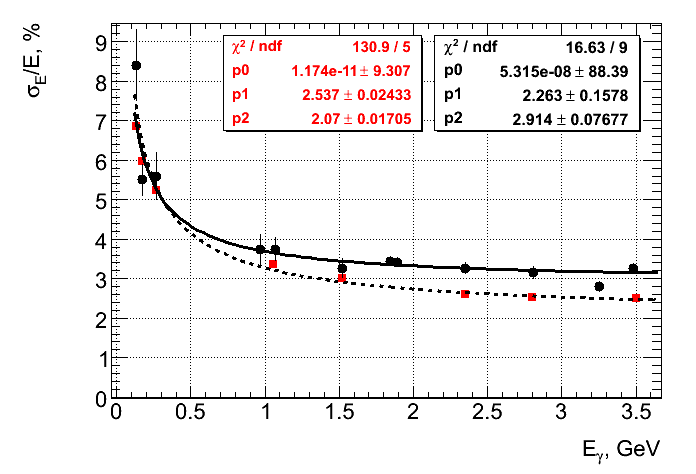 σE/E, %
χ² / ndf 130.9 / 5
p0 1.174e-11 ± 9.307
p1 2.537 ± 0.02433
p2 2.07 ± 0.01705
χ² / ndf 16.63 / 9
p0 5.315e-08 ± 88.39
p1 2.263 ± 0.1578
p2 2.914 ± 0.07677
9
8
7
6
5
4
3
2
1
0
0 0.5 1 1.5 2 2.5 3 3.5
Eγ, GeV